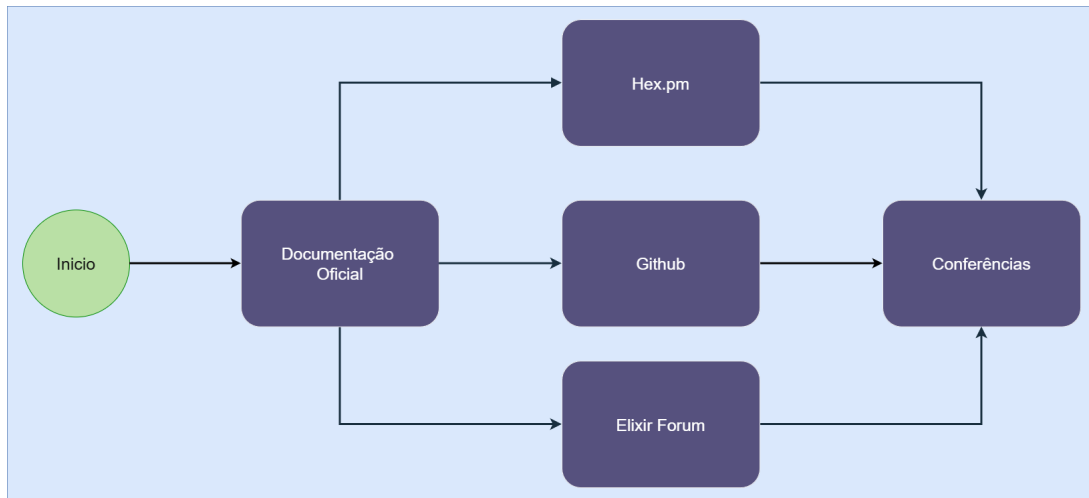 Inicio
Documentação
Oficial
Hex.pm
Github
Elixir Forum
Conferências